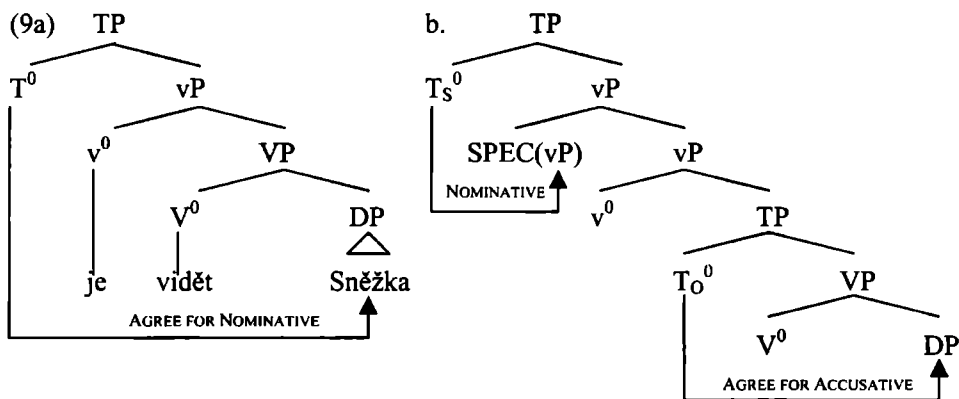 (9a) TP b. TP
T⁰ vP Ts⁰ vP
v⁰ VP SPEC(vP) vP
NOMINATIVE
V⁰ DP v⁰ TP
je vidět Sněžka To⁰ VP
AGREE FOR NOMINATIVE
V⁰ DP
AGREE FOR ACCUSATIVE